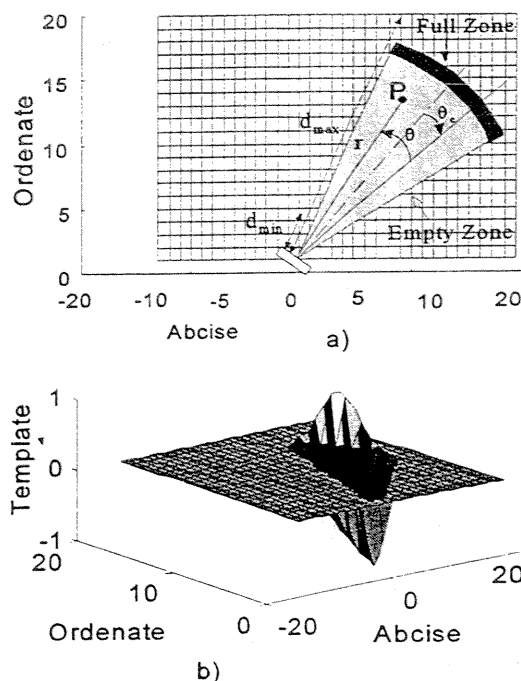 20
15
10
5
0
Ordenate
Full Zone
P
d max
r
θ
θc
d min
Empty Zone
-20 -10 0 5 10 20
Abcise
a)
1
0
-1
Template
20
10
0
Ordenate
-20
0
20
Abcise
b)